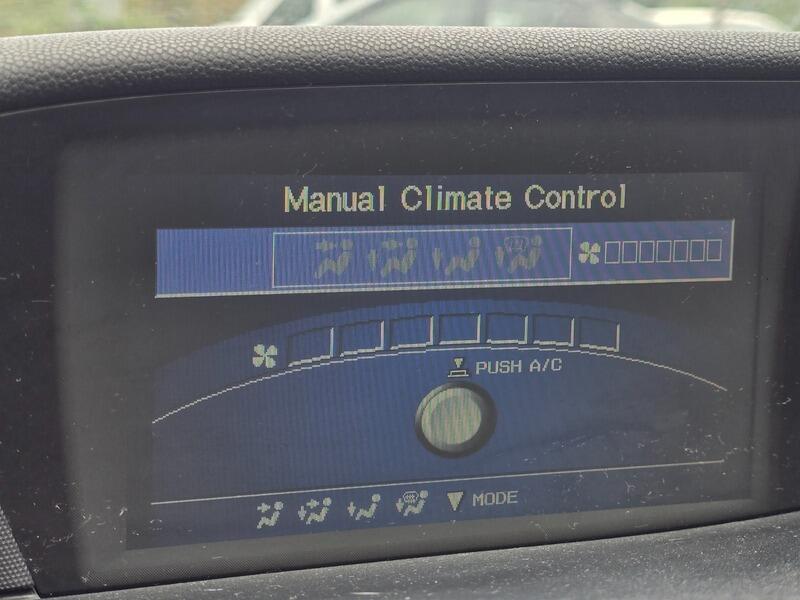 Manual Climate Control
PUSH A/C
MODE